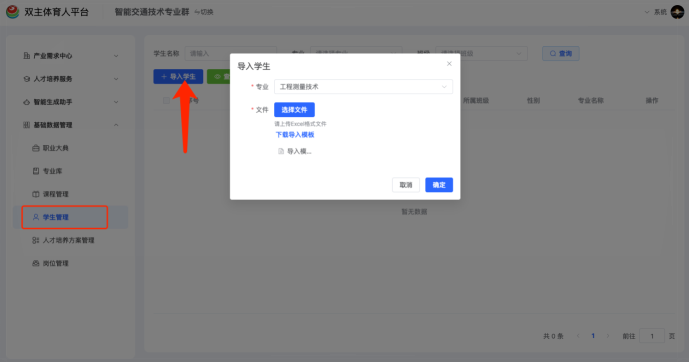 双主体育人平台
智能交通技术专业群 切换
系统
产业需求中心
人才培养服务
智能生成助手
基础数据管理
职业大典
专业库
课程管理
学生管理
人才培养方案管理
岗位管理
学生名称 请输入
查询
+ 导入学生
所属班级 性别 专业名称 操作
导入学生
* 专业 工程测量技术
* 文件 选择文件
请上传Excel格式文件
下载导入模板
导入模...
取消 确定
暂无数据
共 0 条 < 1 > 前往 1 页